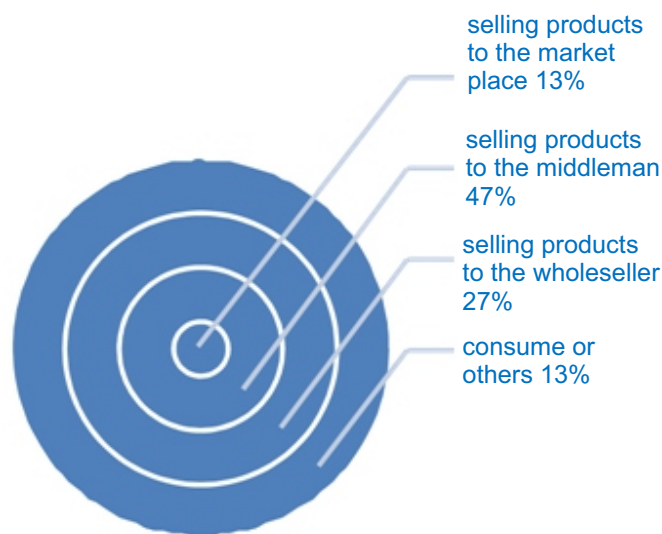 selling products
to the market
place 13%
selling products
to the middleman
47%
selling products
to the wholeseller
27%
consume or
others 13%